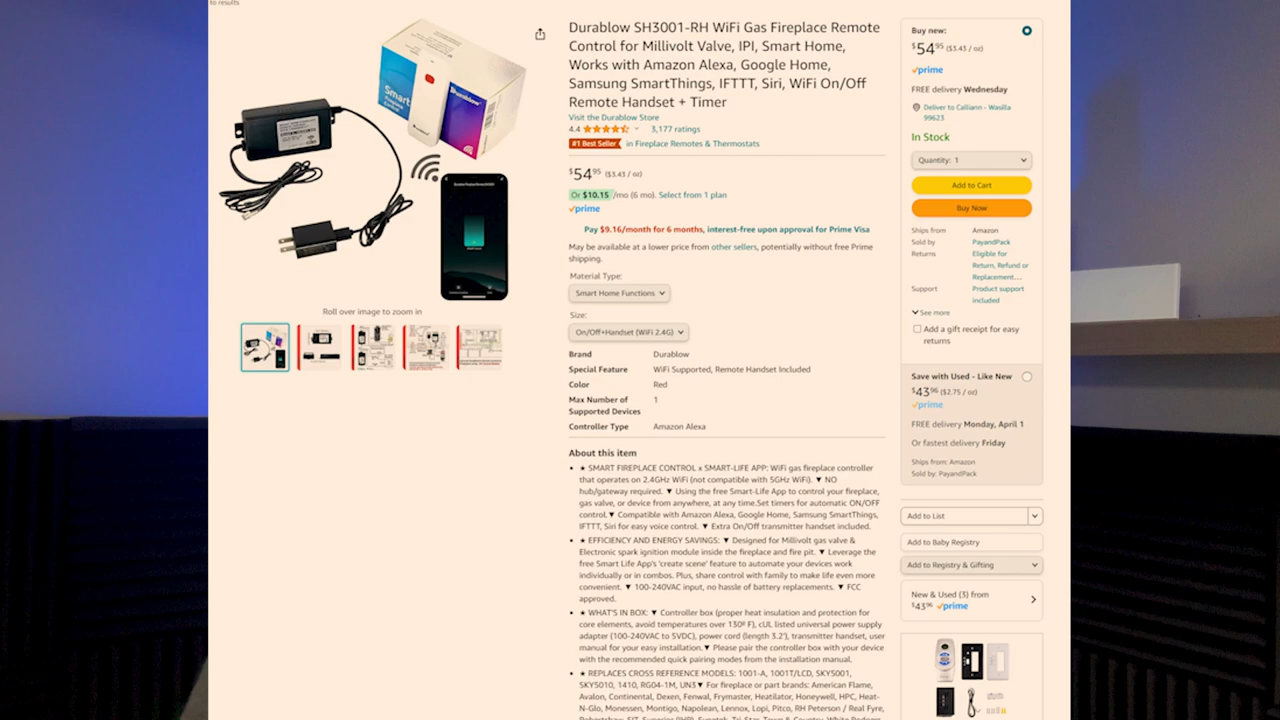 to results
Durablow SH3001-RH WiFi Gas Fireplace Remote
Control for Millivolt Valve, IPI, Smart Home,
Works with Amazon Alexa, Google Home,
Samsung SmartThings, IFTTT, Siri, WiFi On/Off
Remote Handset + Timer
Visit the Durablow Store
4.4 3,177 ratings
#1 Best Seller in Fireplace Remotes & Thermostats
$5495 ($3.43 / oz)
Or $10.15 /mo (6 mo). Select from 1 plan
prime
Pay $9.16/month for 6 months, interest-free upon approval for Prime Visa
May be available at a lower price from other sellers, potentially without free Prime
shipping.
Material Type:
Smart Home Functions
Size:
On/Off+Handset (WiFi 2.4G)
Brand Durablow
Special Feature WiFi Supported, Remote Handset Included
Color Red
Max Number of 1
Supported Devices
Controller Type Amazon Alexa
About this item
• ★ SMART FIREPLACE CONTROL x SMART-LIFE APP: WiFi gas fireplace controller
that operates on 2.4GHz WiFi (not compatible with 5GHz WiFi). ▼ NO
hub/gateway required. ▼ Using the free Smart-Life App to control your fireplace,
gas valve, or device from anywhere, at any time.Set timers for automatic ON/OFF
control.▼ Compatible with Amazon Alexa, Google Home, Samsung SmartThings,
IFTTT, Siri for easy voice control. ▼ Extra On/Off transmitter handset included.
• ★ EFFICIENCY AND ENERGY SAVINGS: ▼ Designed for Millivolt gas valve &
Electronic spark ignition module inside the fireplace and fire pit. ▼ Leverage the
free Smart Life App's 'create scene' feature to automate your devices work
individually or in combos. Plus, share control with family to make life even more
convenient. ▼ 100-240VAC input, no hassle of battery replacements. ▼ FCC
approved.
• ★ WHAT'S IN BOX: ▼ Controller box (proper heat insulation and protection for
core elements, avoid temperatures over 130º F), cUL listed universal power supply
adapter (100-240VAC to 5VDC), power cord (length 3.2'), transmitter handset, user
manual for your easy installation.▼ Please pair the controller box with your device
with the recommended quick pairing modes from the installation manual.
• ★ REPLACES CROSS REFERENCE MODELS: 1001-A, 1001T/LCD, SKY5001,
SKY5010, 1410, RG04-1M, UN3▼ For fireplace or part brands: American Flame,
Avalon, Continental, Dexen, Fenwal, Frymaster, Heatilator, Honeywell, HPC, Heat-
N-Glo, Monessen, Montigo, Napolean, Lennox, Lopi, Pitco, RH Peterson / Real Fyre,
Smart
Durablow
Roll over image to zoom in
Buy new:
$5495 ($3.43 / oz)
prime
FREE delivery Wednesday
Deliver to Calliann - Wasilla
99623
In Stock
Quantity: 1
Add to Cart
Buy Now
Ships from Amazon
Sold by PayandPack
Returns Eligible for
Return, Refund or
Replacement...
Support Product support
included
See more
Add a gift receipt for easy
returns
Save with Used - Like New
$4396 ($2.75 / oz)
prime
FREE delivery Monday, April 1
Or fastest delivery Friday
Ships from: Amazon
Sold by: PayandPack
Add to List
Add to Baby Registry
Add to Registry & Gifting
New & Used (3) from
$4396 prime